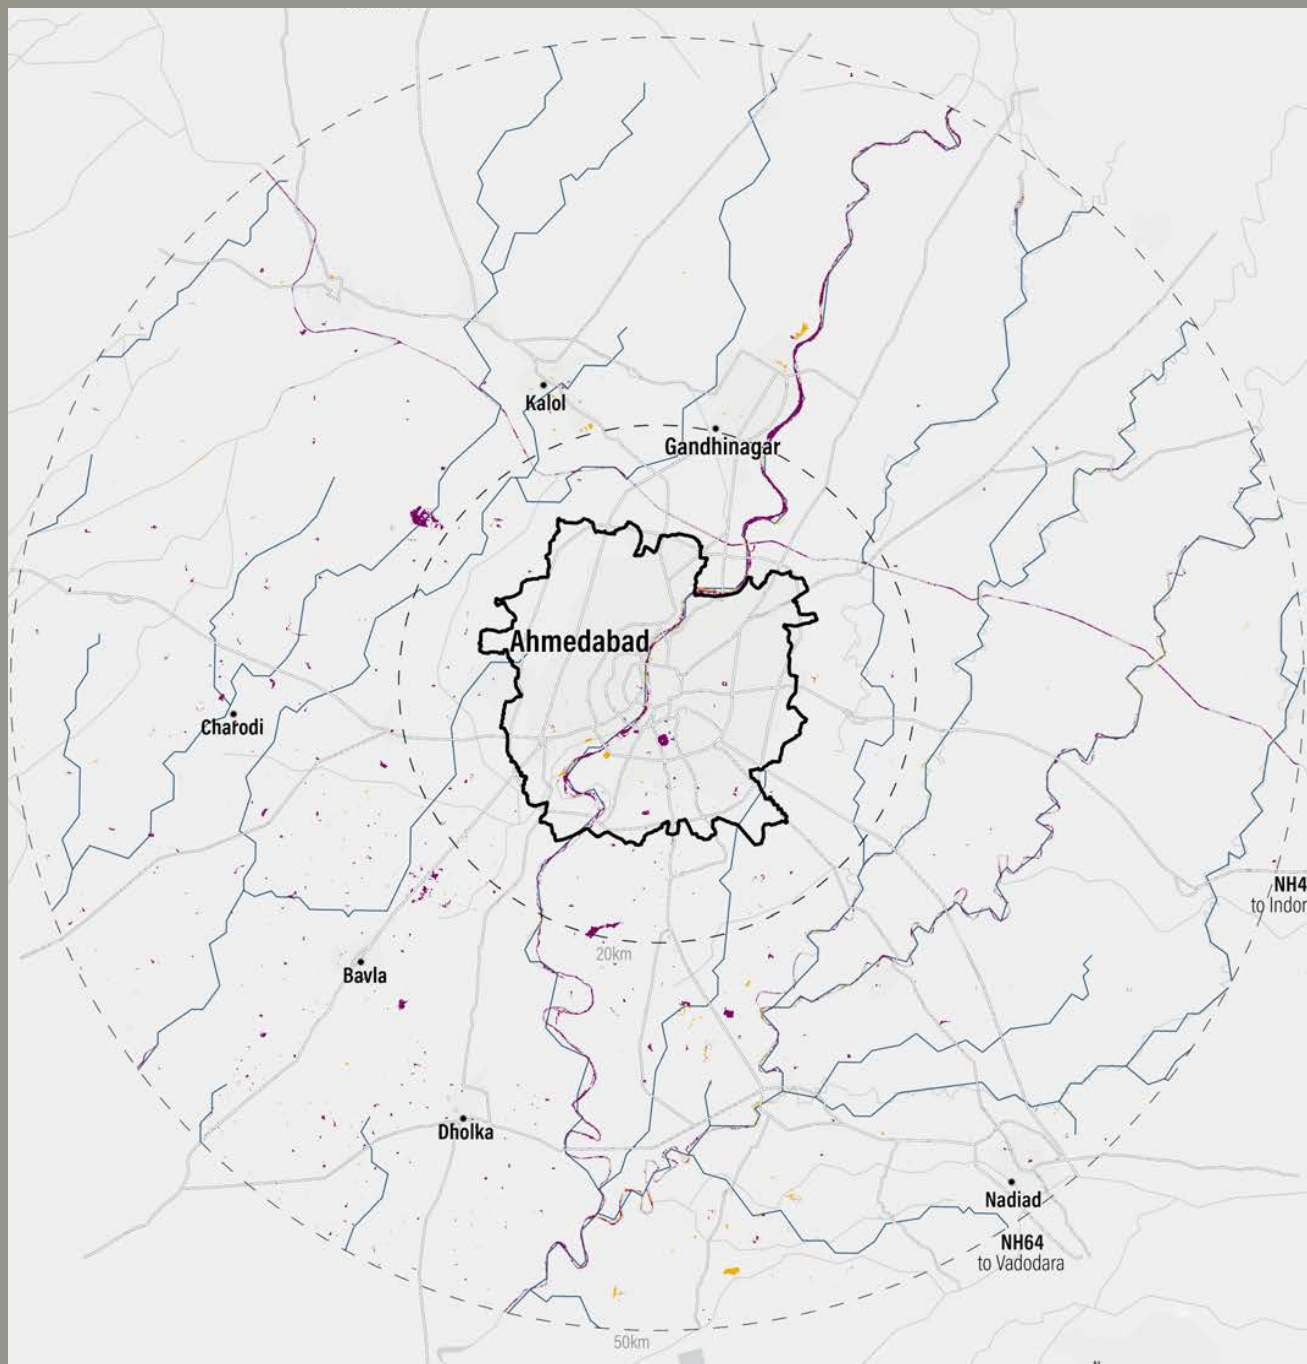 Kalol
Gandhinagar
Ahmedabad
Charodi
NH4
to Indor
20km
Bavla
Dholka
Nadiad
NH64
to Vadodara
50km